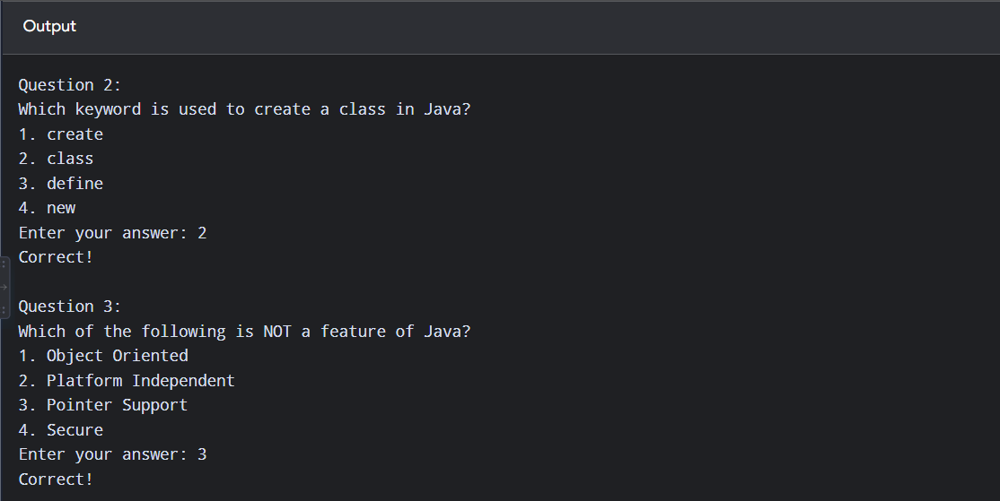 Output
Question 2:
Which keyword is used to create a class in Java?
1. create
2. class
3. define
4. new
Enter your answer: 2
Correct!
Question 3:
Which of the following is NOT a feature of Java?
1. Object Oriented
2. Platform Independent
3. Pointer Support
4. Secure
Enter your answer: 3
Correct!